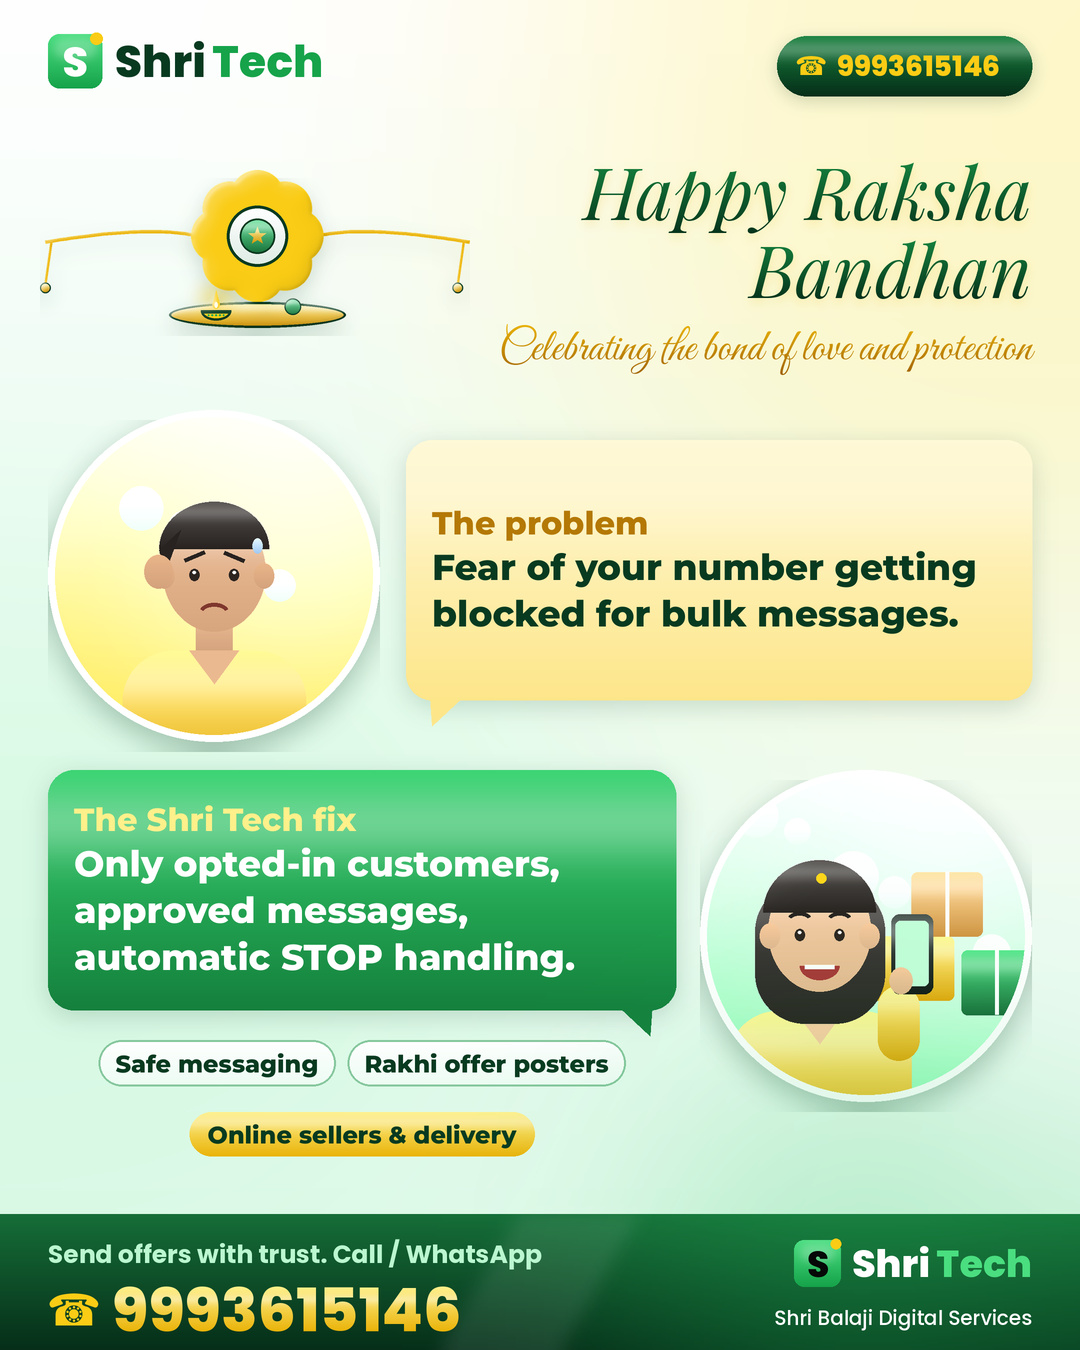 S Shri Tech
☎ 9993615146
Happy Raksha
Bandhan
Celebrating the bond of love and protection
The problem
Fear of your number getting
blocked for bulk messages.
The Shri Tech fix
Only opted-in customers,
approved messages,
automatic STOP handling.
Safe messaging
Rakhi offer posters
Online sellers & delivery
Send offers with trust. Call / WhatsApp
☎ 9993615146
S Shri Tech
Shri Balaji Digital Services